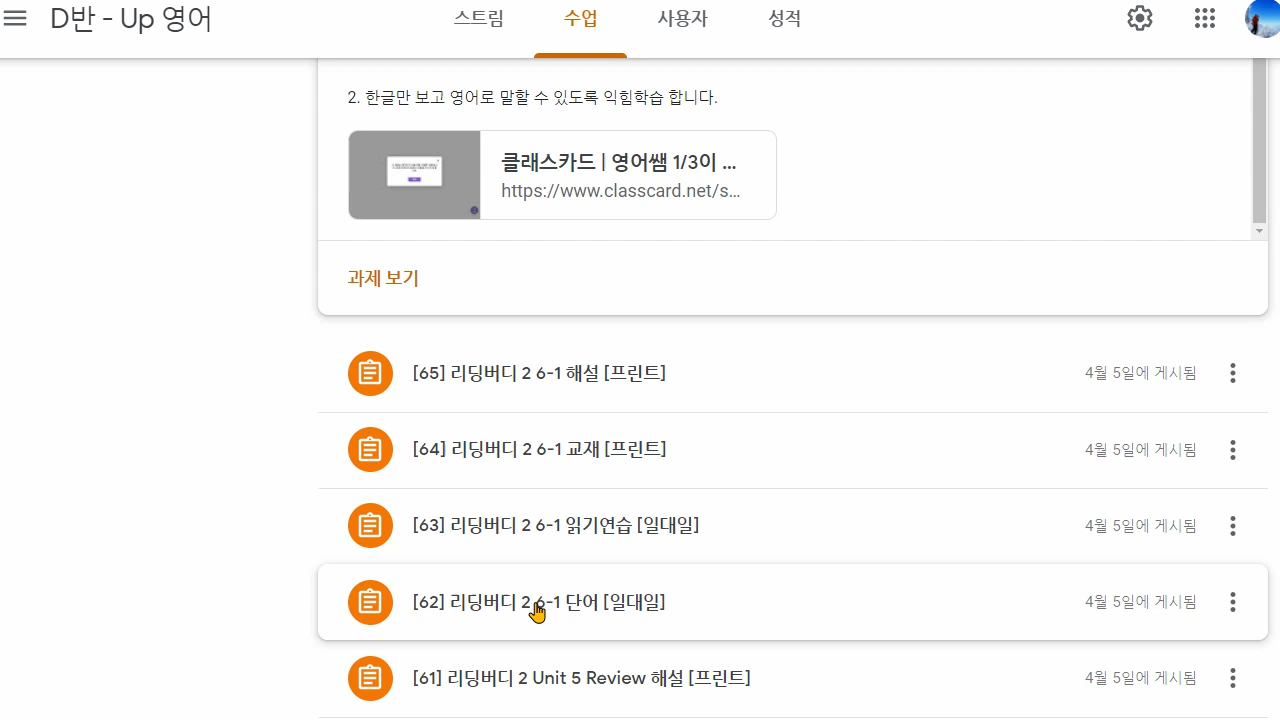 D반 - Up 영어
스트림
수업
사용자
성적
2. 한글만 보고 영어로 말할 수 있도록 익힘학습 합니다.
클래스카드 | 영어쌤 1/3이 ...
https://www.classcard.net/s...
과제 보기
[65] 리딩버디 2 6-1 해설 [프린트]
4월 5일에 게시됨
[64] 리딩버디 2 6-1 교재 [프린트]
4월 5일에 게시됨
[63] 리딩버디 2 6-1 읽기연습 [일대일]
4월 5일에 게시됨
[62] 리딩버디 2 6-1 단어 [일대일]
4월 5일에 게시됨
[61] 리딩버디 2 Unit 5 Review 해설 [프린트]
4월 5일에 게시됨